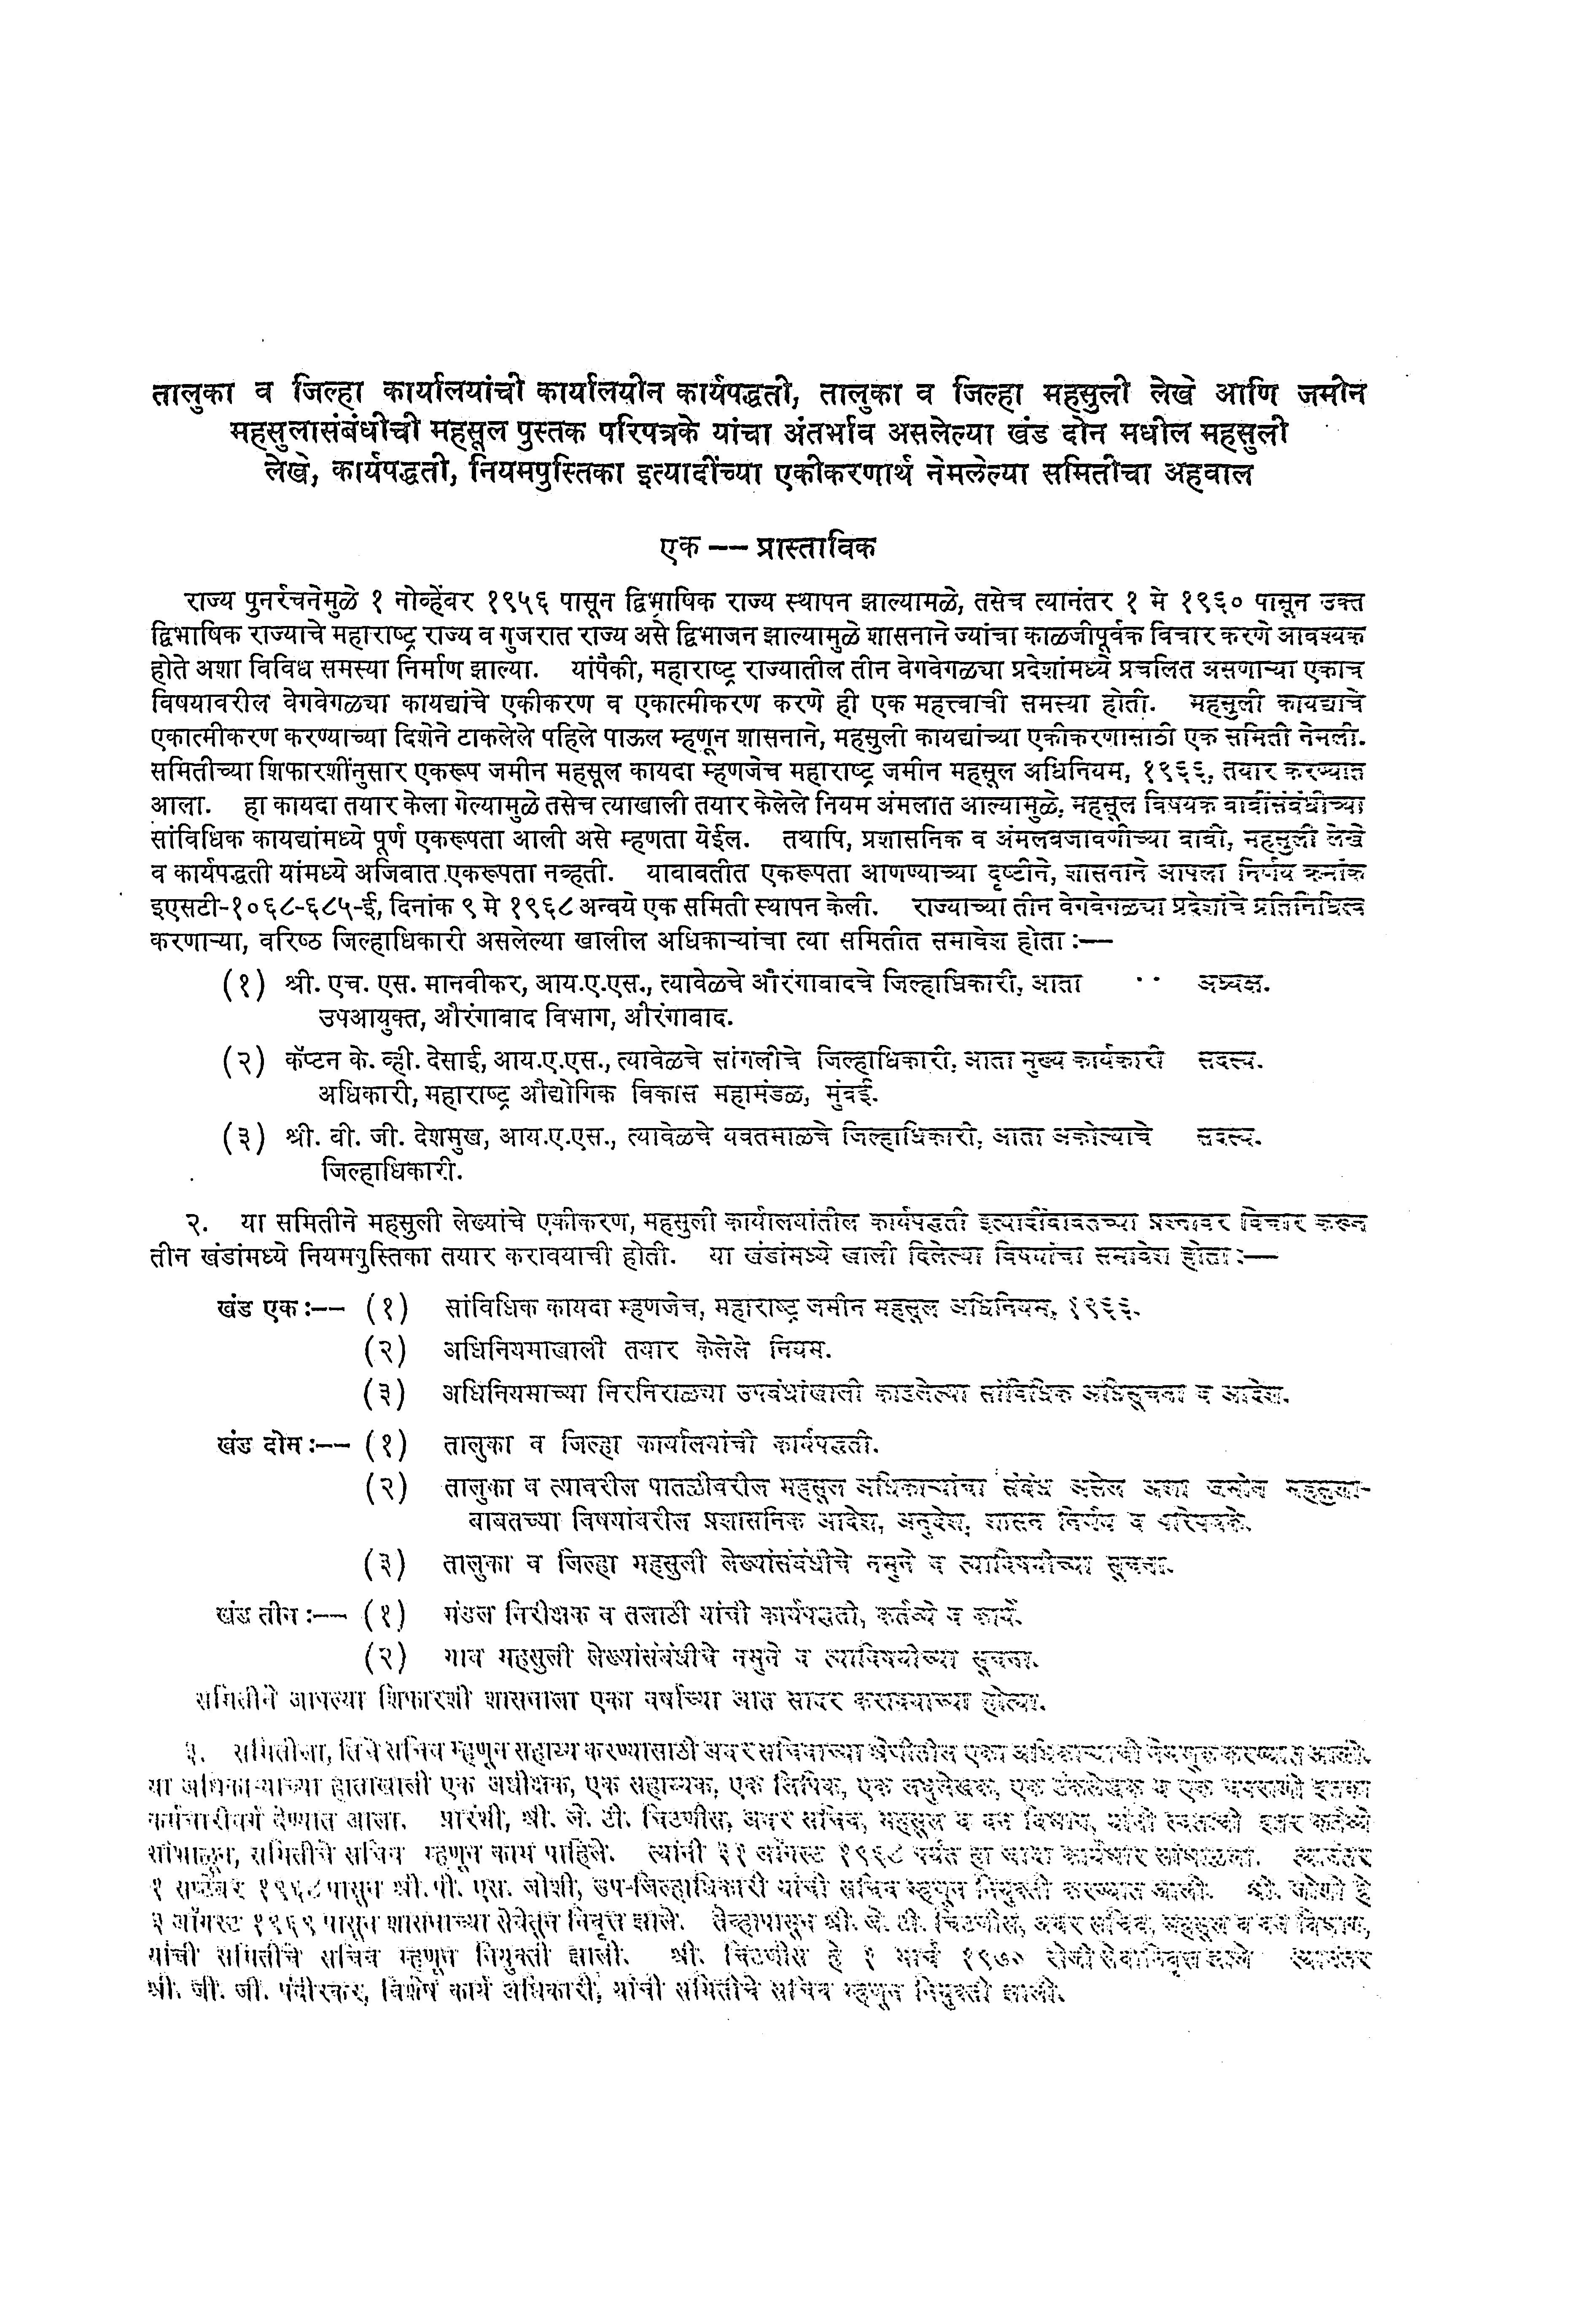 तालुका व जिल्हा कार्यालयांची कार्यालयीन कार्यपद्धती, तालुका व जिल्हा महसुली लेखे आणि जमीन
महसुलासंबंधीची महसूल पुस्तक परिपत्रके यांचा अंतर्भाव असलेल्या खंड दोन मधील महसुली
लेखे, कार्यपद्धती, नियमपुस्तिका इत्यादींच्या एकीकरणार्थ नेमलेल्या समितीचा अहवाल
एक -- प्रास्ताविक
राज्य पुनर्रचनेमुळे १ नोव्हेंबर १९५६ पासून द्विभाषिक राज्य स्थापन झाल्यामळे, तसेच त्यानंतर १ मे १९६० पासून उक्त
द्विभाषिक राज्याचे महाराष्ट्र राज्य व गुजरात राज्य असे द्विभाजन झाल्यामुळे शासनाने ज्यांचा काळजीपूर्वक विचार करणे आवश्यक
होते अशा विविध समस्या निर्माण झाल्या. यांपैकी, महाराष्ट्र राज्यातील तीन वेगवेगळ्या प्रदेशांमध्ये प्रचलित असणाऱ्या एकाच
विषयावरील वेगवेगळ्या कायद्यांचे एकीकरण व एकात्मीकरण करणे ही एक महत्त्वाची समस्या होती. महसुली कायद्याचे
एकात्मीकरण करण्याच्या दिशेने टाकलेले पहिले पाऊल म्हणून शासनाने, महसुली कायद्यांच्या एकीकरणासाठी एक समिती नेमली.
समितीच्या शिफारशींनुसार एकरूप जमीन महसूल कायदा म्हणजेच महाराष्ट्र जमीन महसूल अधिनियम, १९६६, तयार करण्यात
आला. हा कायदा तयार केला गेल्यामुळे तसेच त्याखाली तयार केलेले नियम अंमलात आल्यामुळे, महसूल विषयक बाबींसंबंधीच्या
सांविधिक कायद्यांमध्ये पूर्ण एकरूपता आली असे म्हणता येईल. तथापि, प्रशासनिक व अंमलबजावणीच्या बाबी, महसुली लेखे
व कार्यपद्धती यांमध्ये अजिबात एकरूपता नव्हती. याबाबतीत एकरूपता आणण्याच्या दृष्टीने, शासनाने आपला निर्णय क्रमांक
इएसटी-१०६८-६८५-ई, दिनांक ९ मे १९६८ अन्वये एक समिती स्थापन केली. राज्याच्या तीन वेगवेगळ्या प्रदेशांचे प्रतिनिधित्व
करणाऱ्या, वरिष्ठ जिल्हाधिकारी असलेल्या खालील अधिकाऱ्यांचा त्या समितीत समावेश होता :—
(१) श्री. एच. एस. मानवीकर, आय.ए.एस., त्यावेळचे औरंगाबादचे जिल्हाधिकारी, आता .. अध्यक्ष.
उपआयुक्त, औरंगाबाद विभाग, औरंगाबाद.
(२) कॅप्टन के. व्ही. देसाई, आय.ए.एस., त्यावेळचे सांगलीचे जिल्हाधिकारी, आता मुख्य कार्यकारी सदस्य.
अधिकारी, महाराष्ट्र औद्योगिक विकास महामंडळ, मुंबई.
(३) श्री. बी. जी. देशमुख, आय.ए.एस., त्यावेळचे यवतमाळचे जिल्हाधिकारी, आता अकोल्याचे सदस्य.
जिल्हाधिकारी.
२. या समितीने महसुली लेख्यांचे एकीकरण, महसुली कार्यालयांतील कार्यपद्धती इत्यादींबाबतच्या प्रश्नावर विचार करून
तीन खंडांमध्ये नियमपुस्तिका तयार करावयाची होती. या खंडांमध्ये खाली दिलेल्या विषयांचा समावेश होता :—
खंड एक :-- (१) सांविधिक कायदा म्हणजेच, महाराष्ट्र जमीन महसूल अधिनियम, १९६६.
(२) अधिनियमाखाली तयार केलेले नियम.
(३) अधिनियमाच्या निरनिराळ्या उपबंधांखाली काढलेल्या सांविधिक अधिसूचना व आदेश.
खंड दोन :-- (१) तालुका व जिल्हा कार्यालयांची कार्यपद्धती.
(२) तालुका व त्यावरील पातळीवरील महसूल अधिकाऱ्यांचा संबंध असेल अशा जमीन महसुला-
बाबतच्या विषयांवरील प्रशासनिक आदेश, अनुदेश, शासन निर्णय व परिपत्रके.
(३) तालुका व जिल्हा महसुली लेख्यांसंबंधीचे नमुने व त्याविषयीच्या सूचना.
खंड तीन :-- (१) मंडल निरीक्षक व तलाठी यांची कार्यपद्धती, कर्तव्ये व कार्ये.
(२) गाव महसुली लेख्यांसंबंधीचे नमुने व त्याविषयीच्या सूचना.
समितीने आपल्या शिफारशी शासनाला एका वर्षाच्या आत सादर करावयाच्या होत्या.
३. समितीला, तिचे सचिव म्हणून सहाय्य करण्यासाठी अवर सचिवाच्या श्रेणीतील एका अधिकाऱ्याची नेमणूक करण्यात आली.
या अधिकाऱ्याच्या हाताखाली एक अधीक्षक, एक सहाय्यक, एक लिपिक, एक लघुलेखक, एक टंकलेखक व एक चपराशी इतका
कर्मचारीवर्ग देण्यात आला. प्रारंभी, श्री. जे. टी. चिटणीस, अवर सचिव, महसूल व वन विभाग, यांनी स्वतःची इतर कर्तव्ये
सांभाळून, समितीचे सचिव म्हणून काम पाहिले. त्यांनी ३१ ऑगस्ट १९६८ पर्यंत हा जादा कार्यभार सांभाळला. त्यानंतर
१ सप्टेंबर १९६८ पासून श्री. पी. एस. जोशी, उप-जिल्हाधिकारी यांची सचिव म्हणून नियुक्ती करण्यात आली. श्री. जोशी हे
३ ऑगस्ट १९६९ पासून शासनाच्या सेवेतून निवृत्त झाले. तेव्हापासून श्री. जे. टी. चिटणीस, अवर सचिव, महसूल व वन विभाग,
यांची समितीचे सचिव म्हणून नियुक्ती झाली. श्री. चिटणीस हे १ मार्च १९७० रोजी सेवानिवृत्त झाले त्यानंतर
श्री. जी. जी. पंदीरकर, विशेष कार्य अधिकारी, यांची समितीचे सचिव म्हणून नियुक्ती झाली.